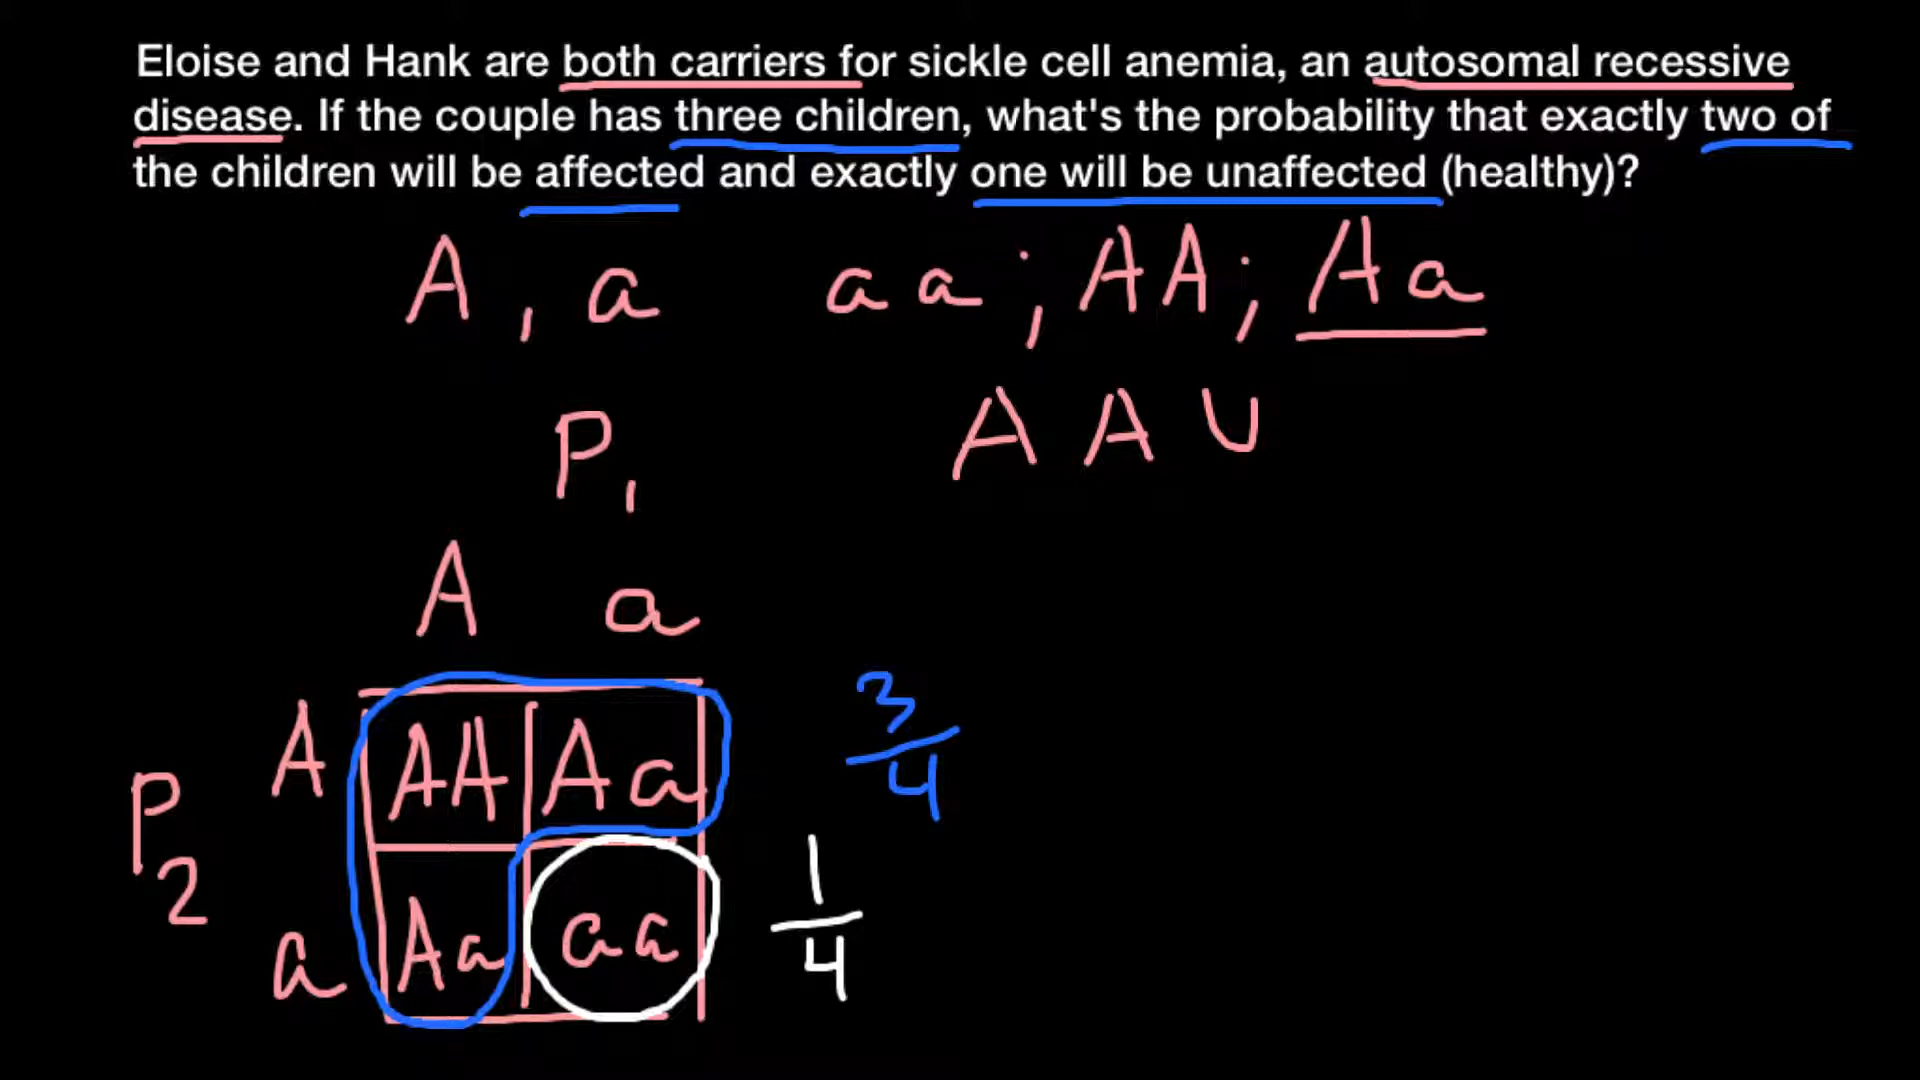 Eloise and Hank are both carriers for sickle cell anemia, an autosomal recessive
disease. If the couple has three children, what's the probability that exactly two of
the children will be affected and exactly one will be unaffected (healthy)?
A , a aa ; AA ; Aa
P1 A A U
A a
A AA Aa 3/4
P2
a Aa aa 1/4